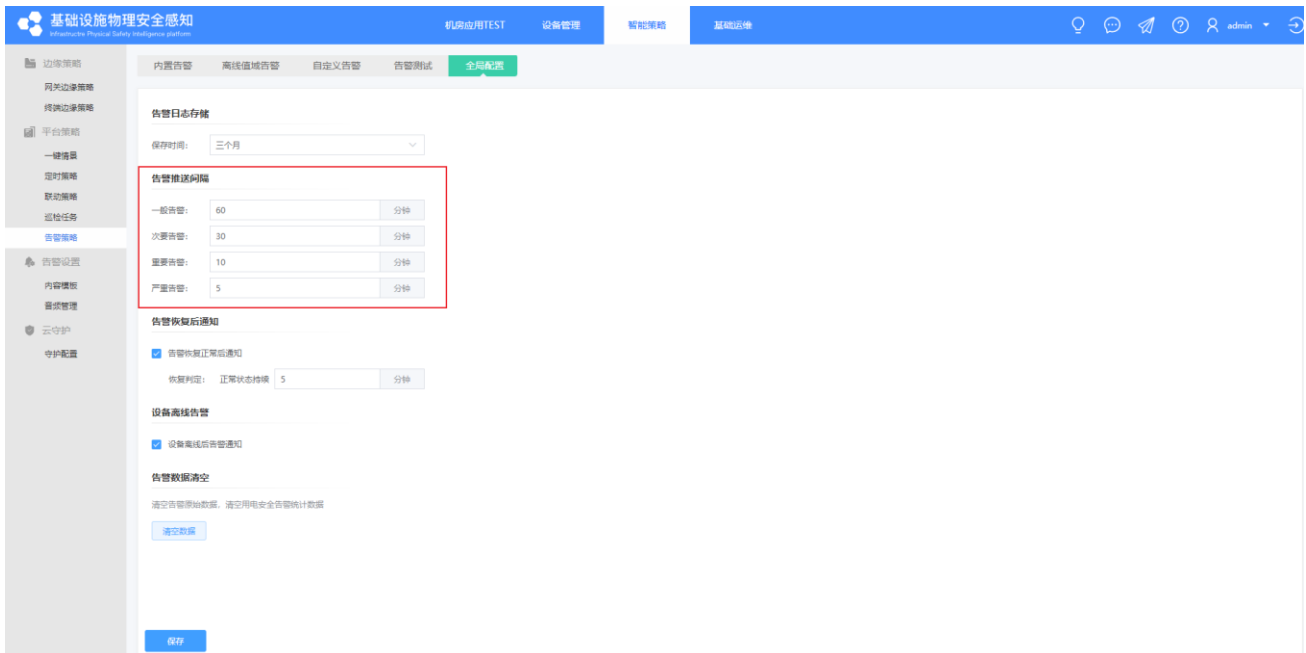 基础设施物理安全感知
Infrastructre Physical Safety Intelligence platform
机房应用TEST
设备管理
智能策略
基础运维
admin
边缘策略
网关边缘策略
终端边缘策略
平台策略
一键情景
定时策略
联动策略
巡检任务
告警策略
告警设置
内容模板
音频管理
云守护
守护配置
内置告警
离线值域告警
自定义告警
告警测试
全局配置
告警日志存储
保存时间: 三个月
告警推送间隔
一般告警: 60 分钟
次要告警: 30 分钟
重要告警: 10 分钟
严重告警: 5 分钟
告警恢复后通知
告警恢复正常后通知
恢复判定: 正常状态持续 5 分钟
设备离线告警
设备离线后告警通知
告警数据清空
清空告警原始数据、清空用电安全告警统计数据
清空数据
保存